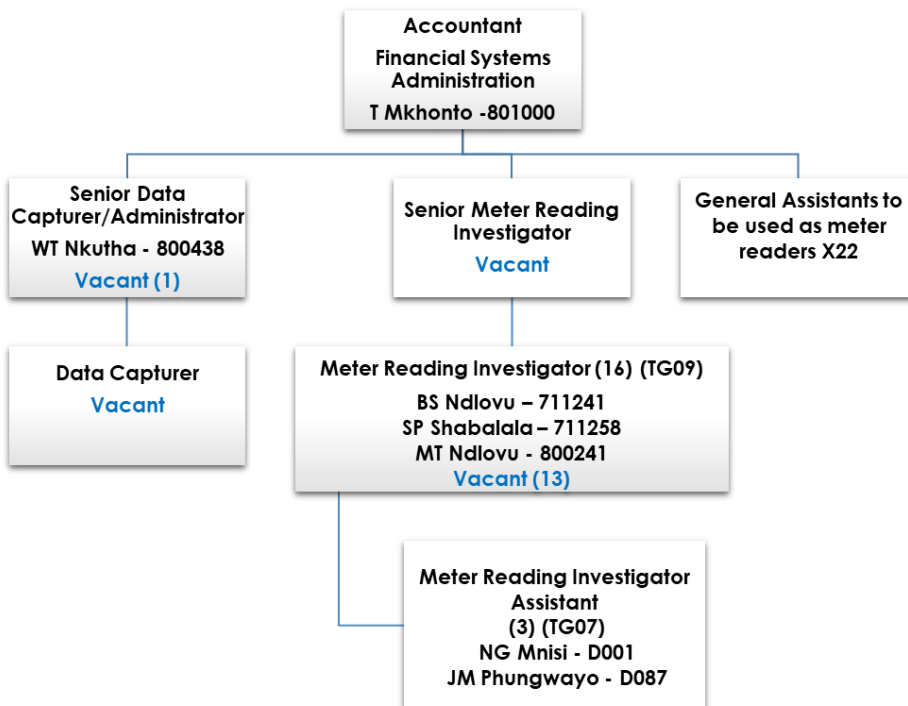 Accountant
Financial Systems
Administration
T Mkhonto -801000
Senior Data
Capturer/Administrator
WT Nkutha - 800438
Vacant (1)
Senior Meter Reading
Investigator
Vacant
General Assistants to
be used as meter
readers X22
Data Capturer
Vacant
Meter Reading Investigator (16) (TG09)
BS Ndlovu – 711241
SP Shabalala – 711258
MT Ndlovu - 800241
Vacant (13)
Meter Reading Investigator
Assistant
(3) (TG07)
NG Mnisi - D001
JM Phungwayo - D087